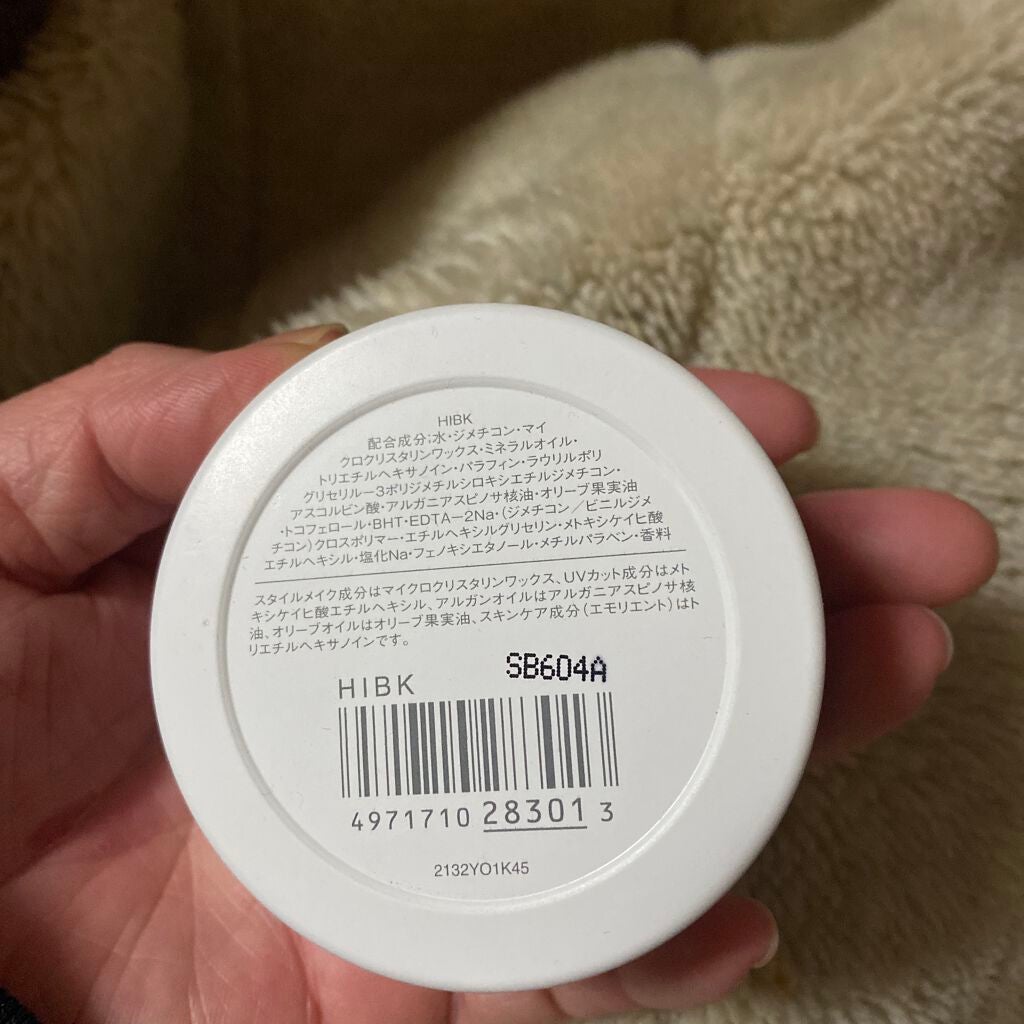 HIBK
配合成分;水・ジメチコン・マイ
クロクリスタリンワックス・ミネラルオイル・
トリエチルヘキサノイン・パラフィン・ラウリルポリ
グリセリル－3ポリジメチルシロキシエチルジメチコン・
アスコルビン酸・アルガニアスピノサ核油・オリーブ果実油
・トコフェロール・BHT・EDTA－2Na・(ジメチコン／ビニルジメ
チコン)クロスポリマー・エチルヘキシルグリセリン・メトキシケイヒ酸
エチルヘキシル・塩化Na・フェノキシエタノール・メチルパラベン・香料
スタイルメイク成分はマイクロクリスタリンワックス、UVカット成分はメト
キシケイヒ酸エチルヘキシル、アルガンオイルはアルガニアスピノサ核
油、オリーブオイルはオリーブ果実油、スキンケア成分(エモリエント)はト
リエチルヘキサノインです。
SB604A
HIBK
4971710 28301 3
2132YO1K45